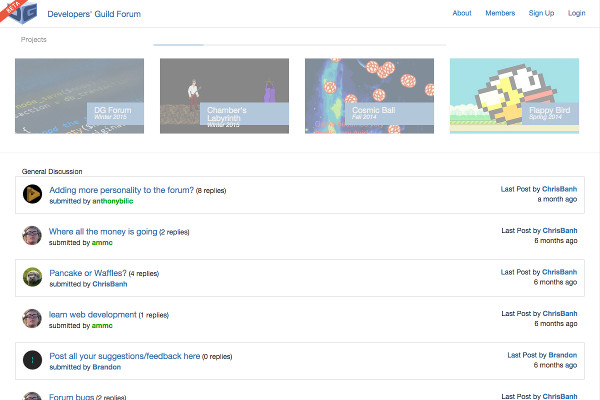 BETA
DG
Developers' Guild Forum
About
Members
Sign Up
Login
Projects
DG Forum
Winter 2015
Chamber's
Labyrinth
Winter 2015
Cosmic Ball
Fall 2014
Flappy Bird
Spring 2014
General Discussion
Adding more personality to the forum? (8 replies)
submitted by anthonybilic
Last Post by ChrisBanh
a month ago
Where all the money is going (2 replies)
submitted by ammc
Last Post by ChrisBanh
6 months ago
Pancake or Waffles? (4 replies)
submitted by ChrisBanh
Last Post by ChrisBanh
6 months ago
learn web development (1 replies)
submitted by ammc
Last Post by ChrisBanh
6 months ago
Post all your suggestions/feedback here (0 replies)
submitted by Brandon
Last Post by Brandon
6 months ago
Forum bugs (2 replies)
Last Post by ChrisBanh